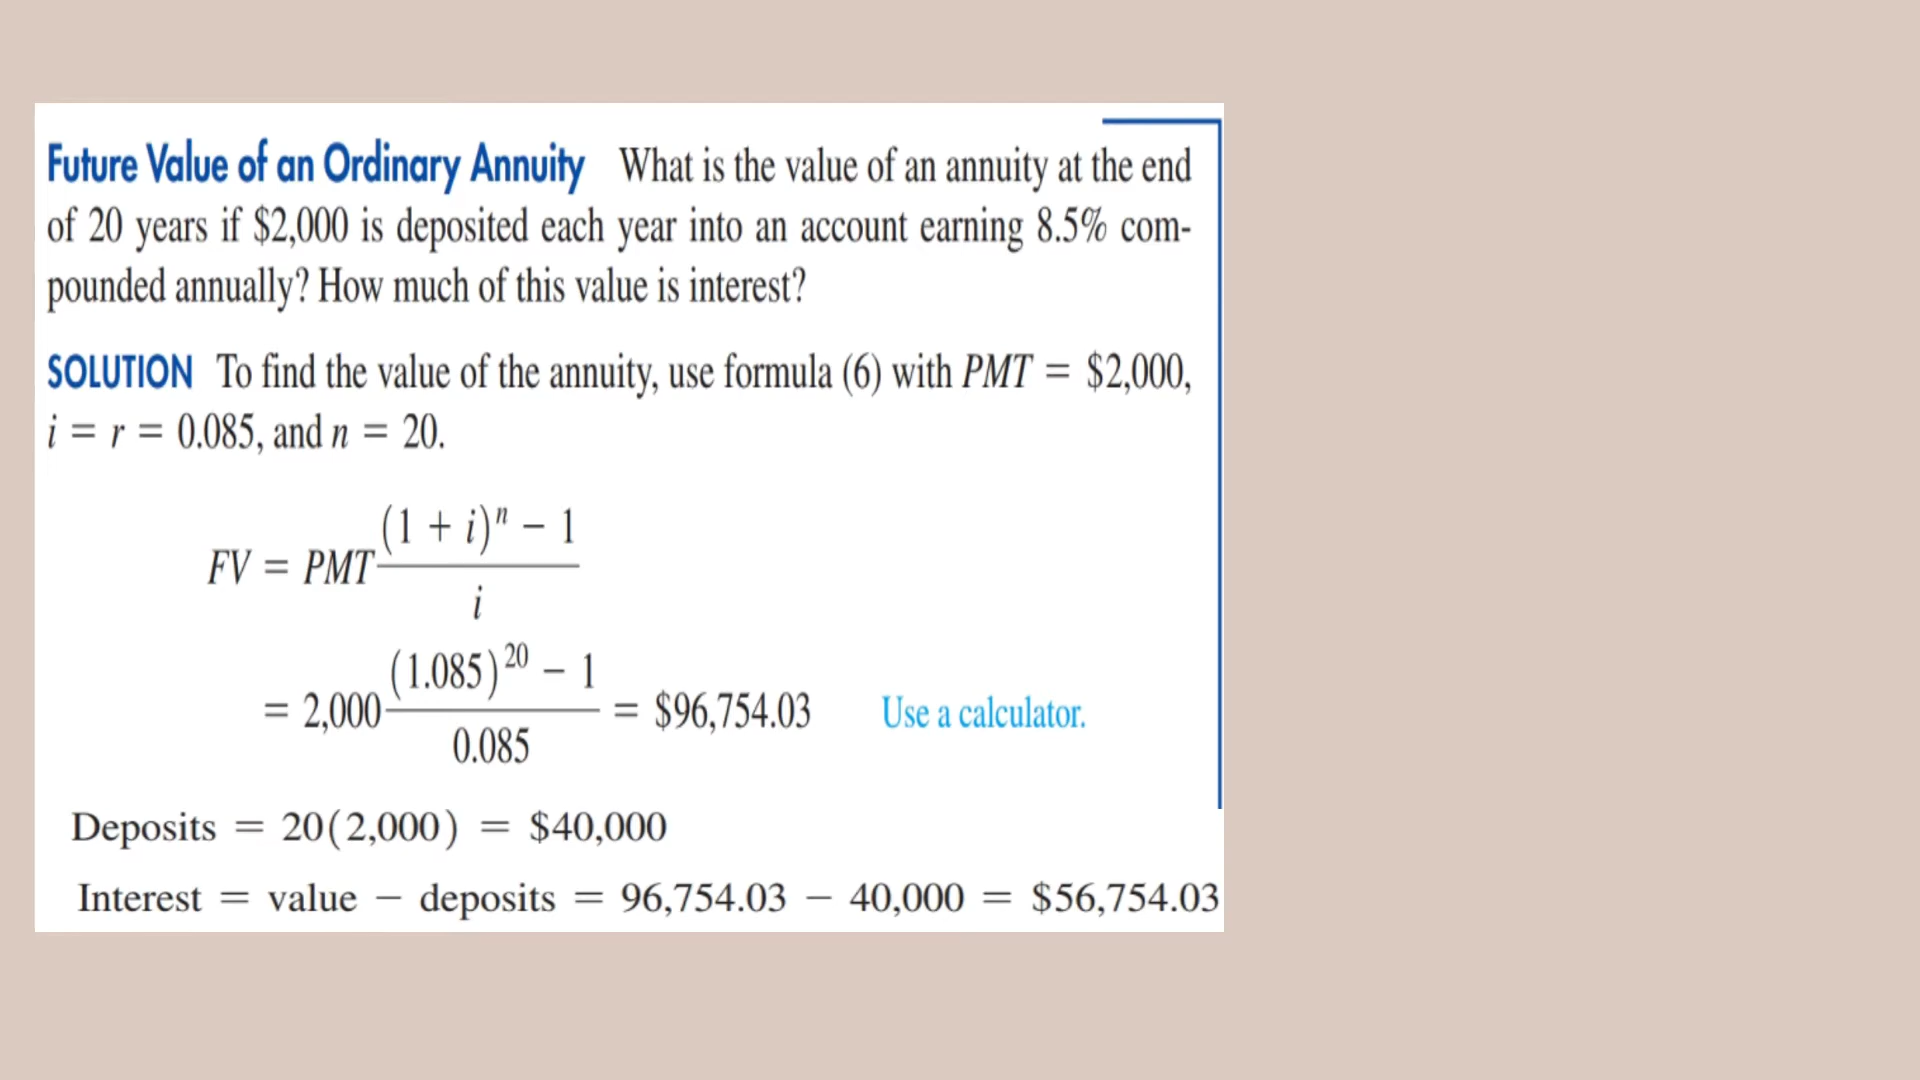 Future Value of an Ordinary Annuity What is the value of an annuity at the end
of 20 years if $2,000 is deposited each year into an account earning 8.5% com-
pounded annually? How much of this value is interest?
SOLUTION To find the value of the annuity, use formula (6) with PMT = $2,000,
i = r = 0.085, and n = 20.
FV = PMT \frac{(1 + i)^n − 1}{i}
= 2,000 \frac{(1.085)^{20} − 1}{0.085} = $96,754.03 Use a calculator.
Deposits = 20(2,000) = $40,000
Interest = value − deposits = 96,754.03 − 40,000 = $56,754.03